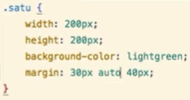 .satu {
width: 200px;
height: 200px;
background-color: lightgreen;
margin: 30px auto 40px;
}